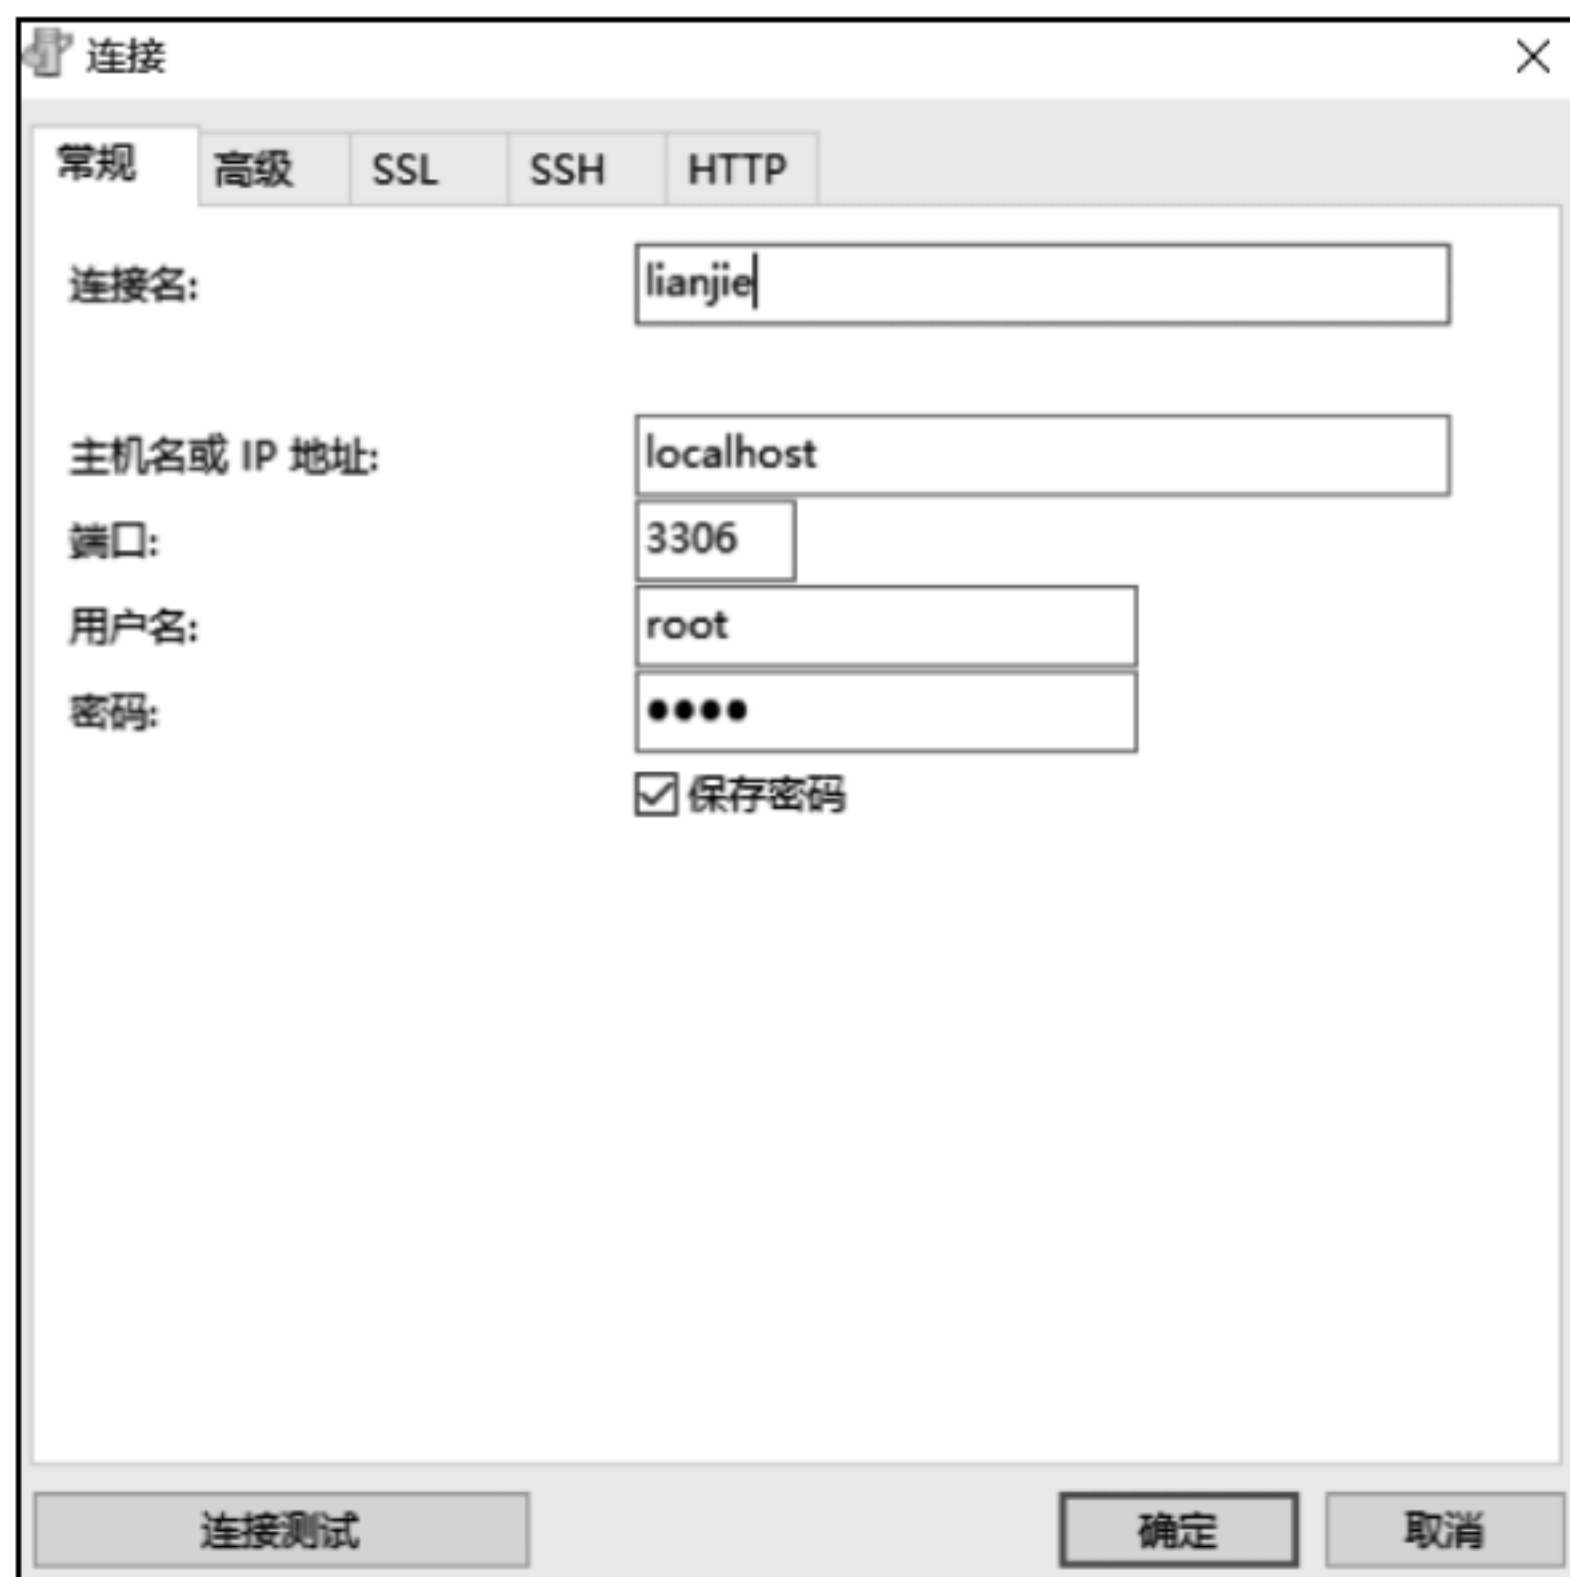 连接
常规 高级 SSL SSH HTTP
连接名: lianjie
主机名或 IP 地址: localhost
端口: 3306
用户名: root
密码: ●●●●
保存密码
连接测试 确定 取消